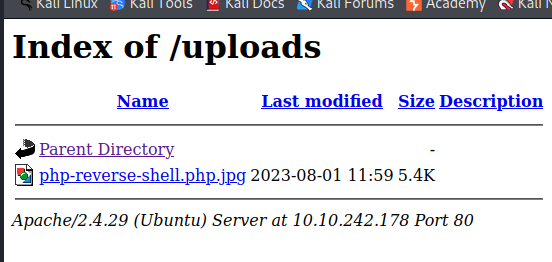 Kali Linux Kali Tools Kali Docs Kali Forums Academy Kali
Index of /uploads
Name Last modified Size Description
Parent Directory -
php-reverse-shell.php.jpg 2023-08-01 11:59 5.4K
Apache/2.4.29 (Ubuntu) Server at 10.10.242.178 Port 80